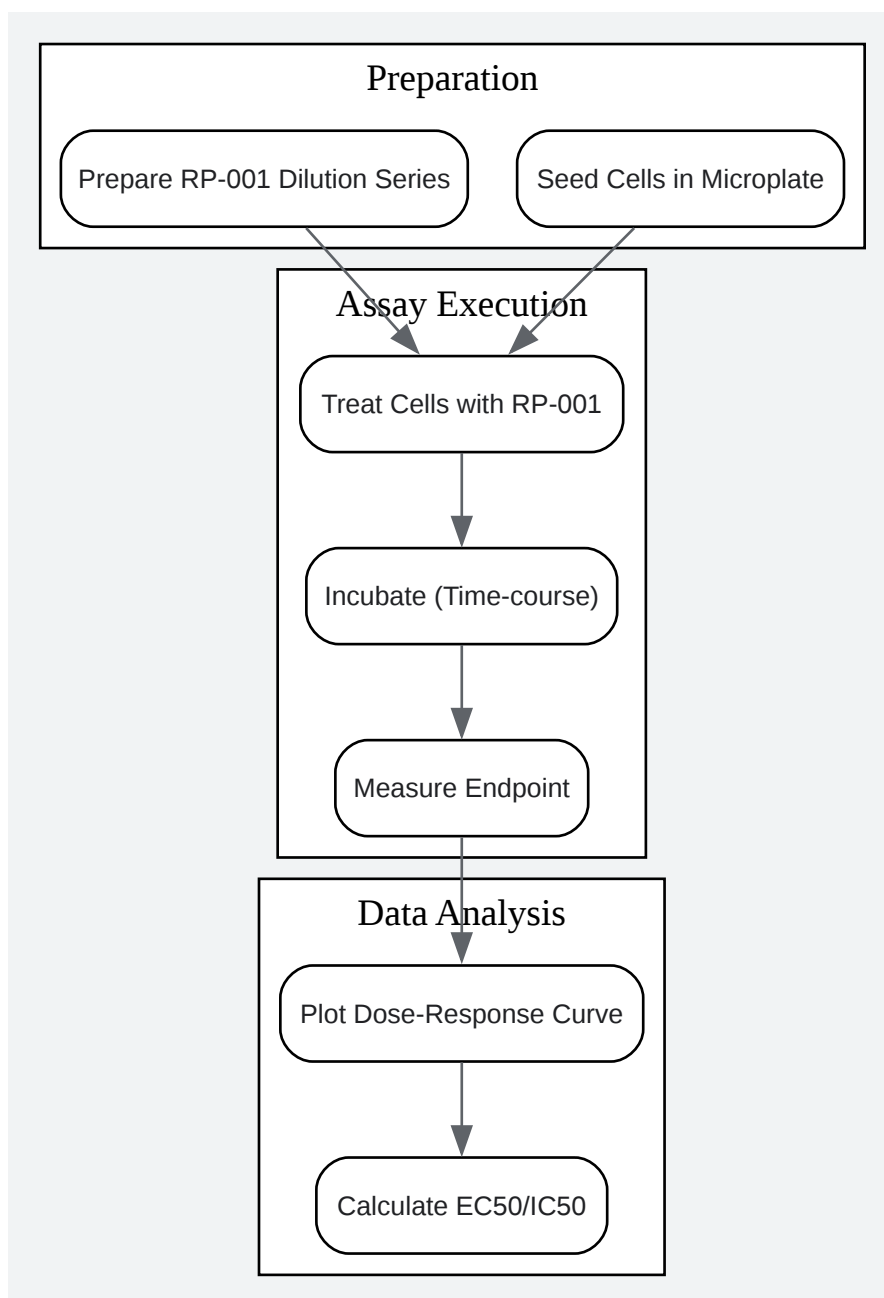 Preparation
Prepare RP-001 Dilution Series
Seed Cells in Microplate
Assay Execution
Treat Cells with RP-001
Incubate (Time-course)
Measure Endpoint
Data Analysis
Plot Dose-Response Curve
Calculate EC50/IC50